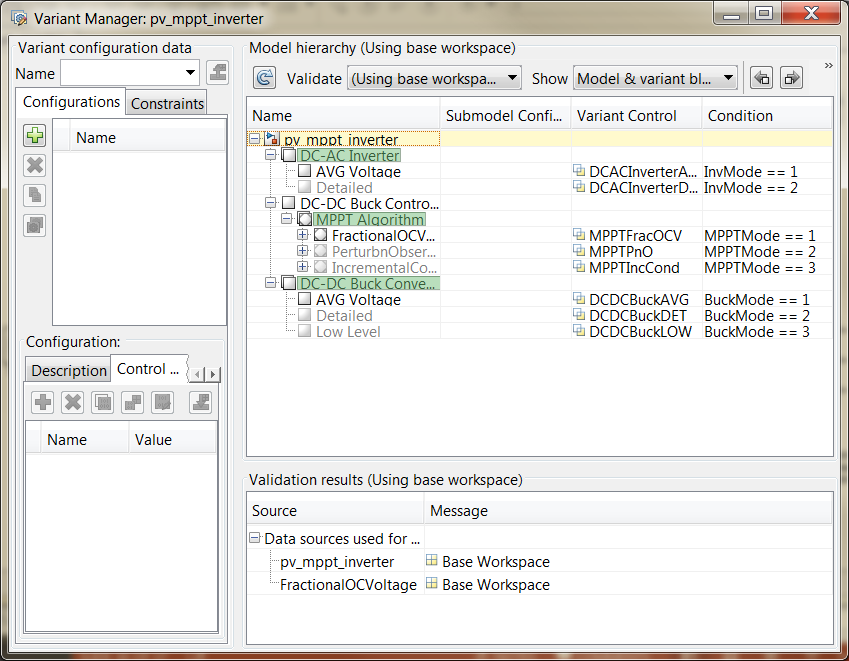 Variant Manager: pv_mppt_inverter
Variant configuration data
Name
Configurations Constraints
Name
Configuration:
Description Control ...
Name Value
Model hierarchy (Using base workspace)
Validate (Using base workspa... Show Model & variant bl... »
Name Submodel Confi... Variant Control Condition
pv_mppt_inverter
DC-AC Inverter
AVG Voltage DCACInverterA... InvMode == 1
Detailed DCACInverterD... InvMode == 2
DC-DC Buck Contro...
MPPT Algorithm
FractionalOCV... MPPTFracOCV MPPTMode == 1
PerturbnObser... MPPTPnO MPPTMode == 2
IncrementalCo... MPPTIncCond MPPTMode == 3
DC-DC Buck Conve...
AVG Voltage DCDCBuckAVG BuckMode == 1
Detailed DCDCBuckDET BuckMode == 2
Low Level DCDCBuckLOW BuckMode == 3
Validation results (Using base workspace)
Source Message
Data sources used for ...
pv_mppt_inverter Base Workspace
FractionalOCVoltage Base Workspace